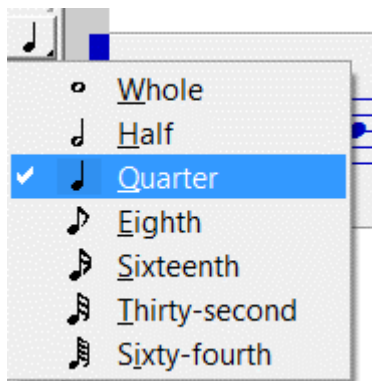 Whole
Half
Quarter
Eighth
Sixteenth
Thirty-second
Sixty-fourth